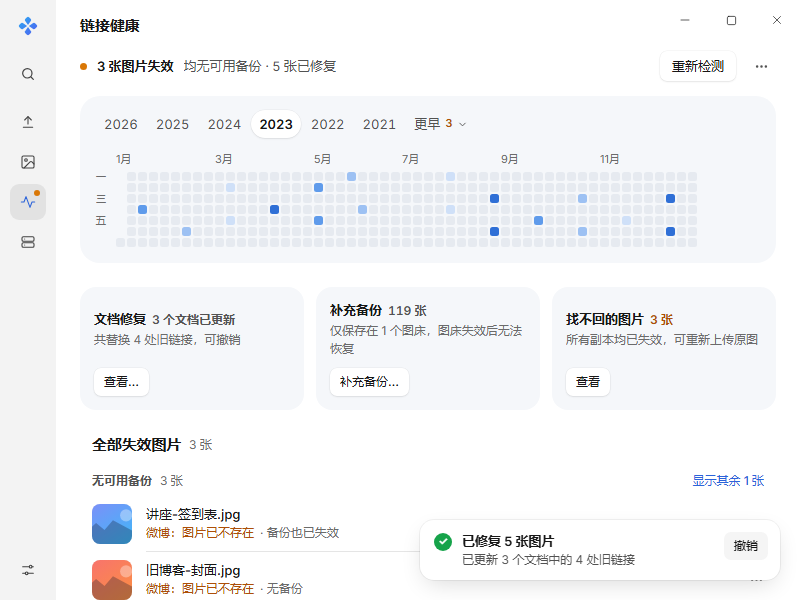 链接健康
3 张图片失效 均无可用备份 · 5 张已修复
重新检测
2026 2025 2024 2023 2022 2021 更早 3
1月 3月 5月 7月 9月 11月
一
三
五
文档修复 3 个文档已更新
共替换 4 处旧链接，可撤销
查看...
补充备份 119 张
仅保存在 1 个图床，图床失效后无法
恢复
补充备份...
找不回的图片 3 张
所有副本均已失效，可重新上传原图
查看
全部失效图片 3 张
无可用备份 3 张
显示其余 1 张
讲座-签到表.jpg
微博：图片已不存在 · 备份也已失效
旧博客-封面.jpg
微博：图片已不存在 · 无备份
已修复 5 张图片
已更新 3 个文档中的 4 处旧链接
撤销